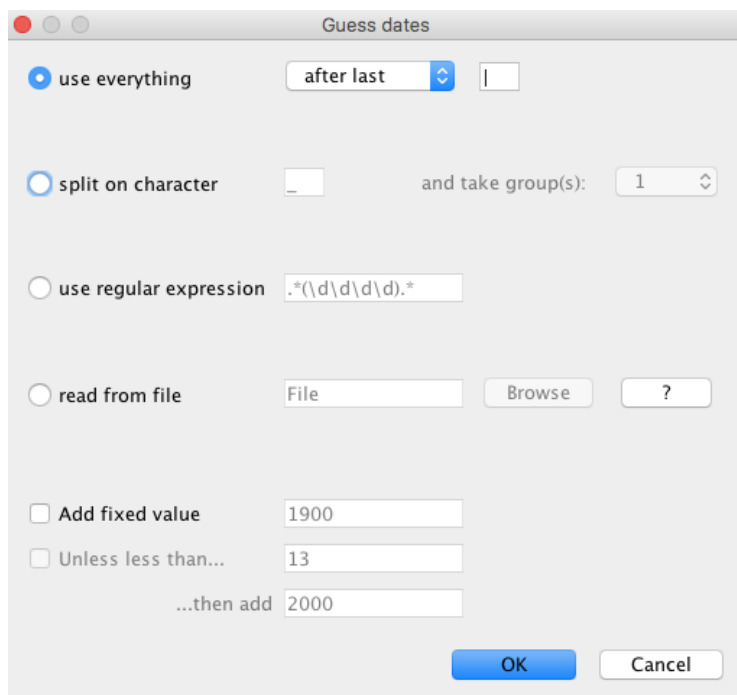 Guess dates
use everything after last |
split on character _ and take group(s): 1
use regular expression .*(\d\d\d\d).*
read from file File Browse ?
Add fixed value 1900
Unless less than... 13
...then add 2000
OK Cancel